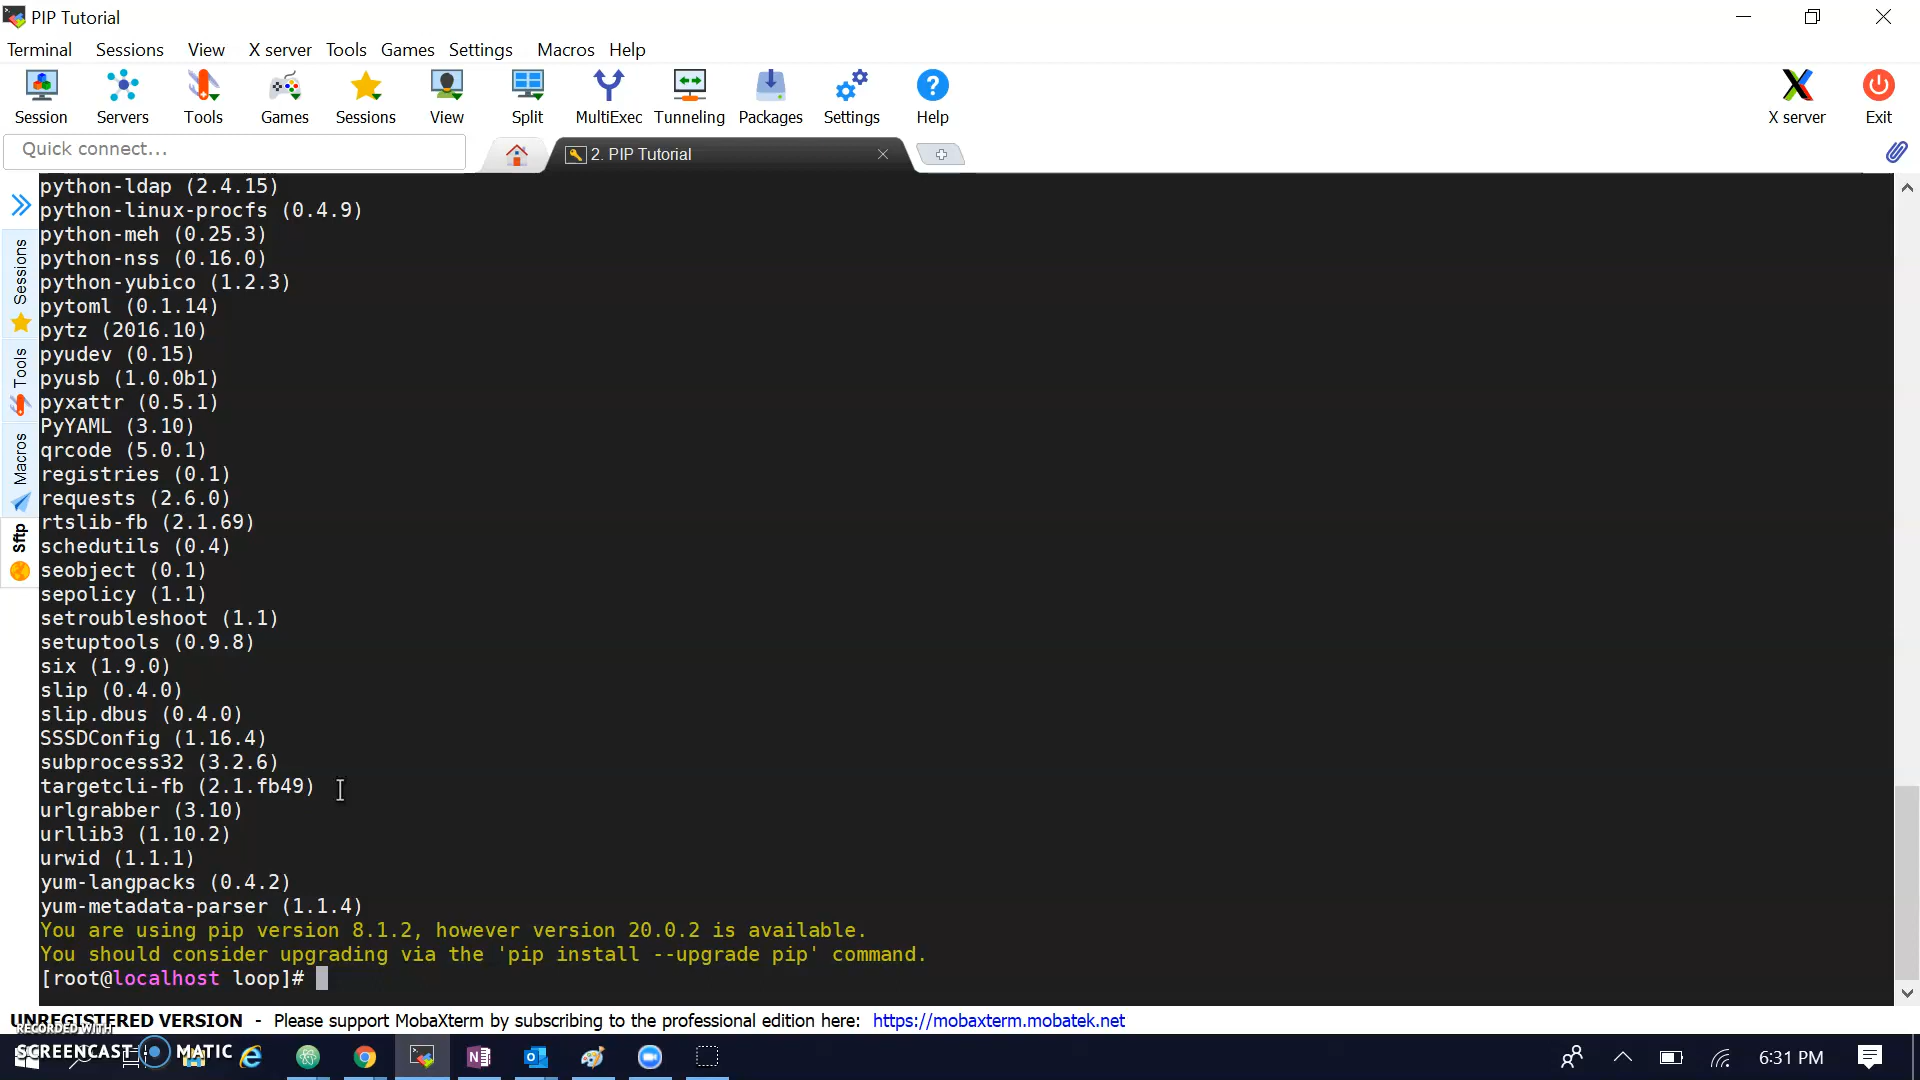 PIP Tutorial
Terminal Sessions View X server Tools Games Settings Macros Help
Session Servers Tools Games Sessions View Split MultiExec Tunneling Packages Settings Help X server Exit
Quick connect...
2. PIP Tutorial
Sessions
Tools
Macros
Sftp
python-ldap (2.4.15)
python-linux-procfs (0.4.9)
python-meh (0.25.3)
python-nss (0.16.0)
python-yubico (1.2.3)
pytoml (0.1.14)
pytz (2016.10)
pyudev (0.15)
pyusb (1.0.0b1)
pyxattr (0.5.1)
PyYAML (3.10)
qrcode (5.0.1)
registries (0.1)
requests (2.6.0)
rtslib-fb (2.1.69)
schedutils (0.4)
seobject (0.1)
sepolicy (1.1)
setroubleshoot (1.1)
setuptools (0.9.8)
six (1.9.0)
slip (0.4.0)
slip.dbus (0.4.0)
SSSDConfig (1.16.4)
subprocess32 (3.2.6)
targetcli-fb (2.1.fb49)
urlgrabber (3.10)
urllib3 (1.10.2)
urwid (1.1.1)
yum-langpacks (0.4.2)
yum-metadata-parser (1.1.4)
You are using pip version 8.1.2, however version 20.0.2 is available.
You should consider upgrading via the 'pip install --upgrade pip' command.
[root@localhost loop]#
UNREGISTERED VERSION - Please support MobaXterm by subscribing to the professional edition here: https://mobaxterm.mobatek.net
RECORDED WITH
SCREENCAST MATIC
6:31 PM